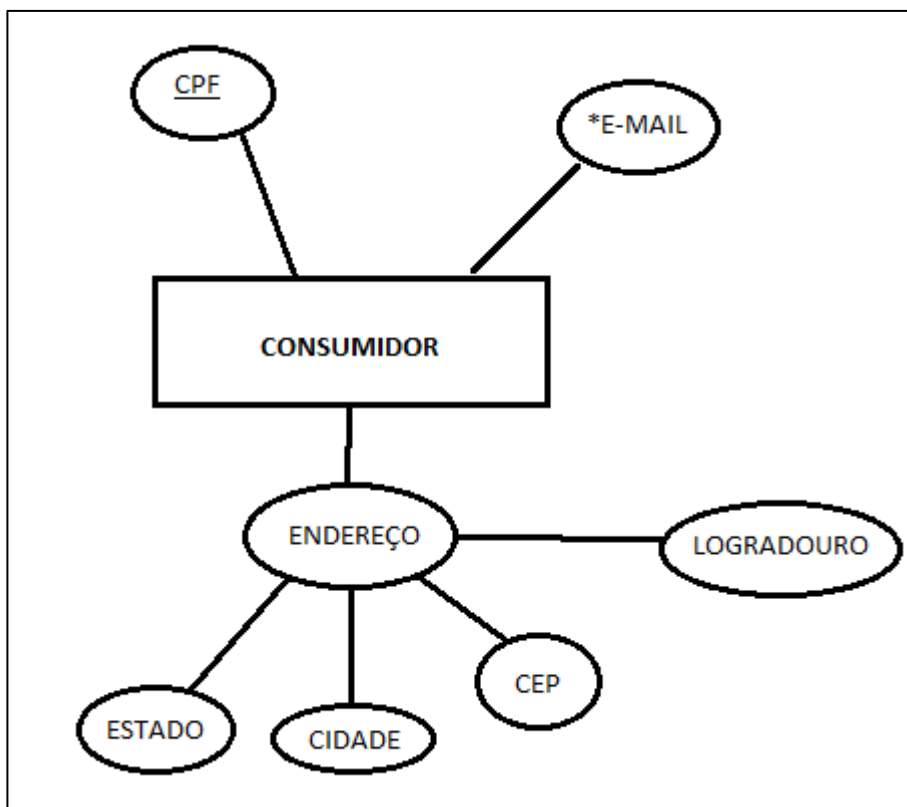 CPF
*E-MAIL
CONSUMIDOR
ENDEREÇO
LOGRADOURO
CEP
ESTADO
CIDADE